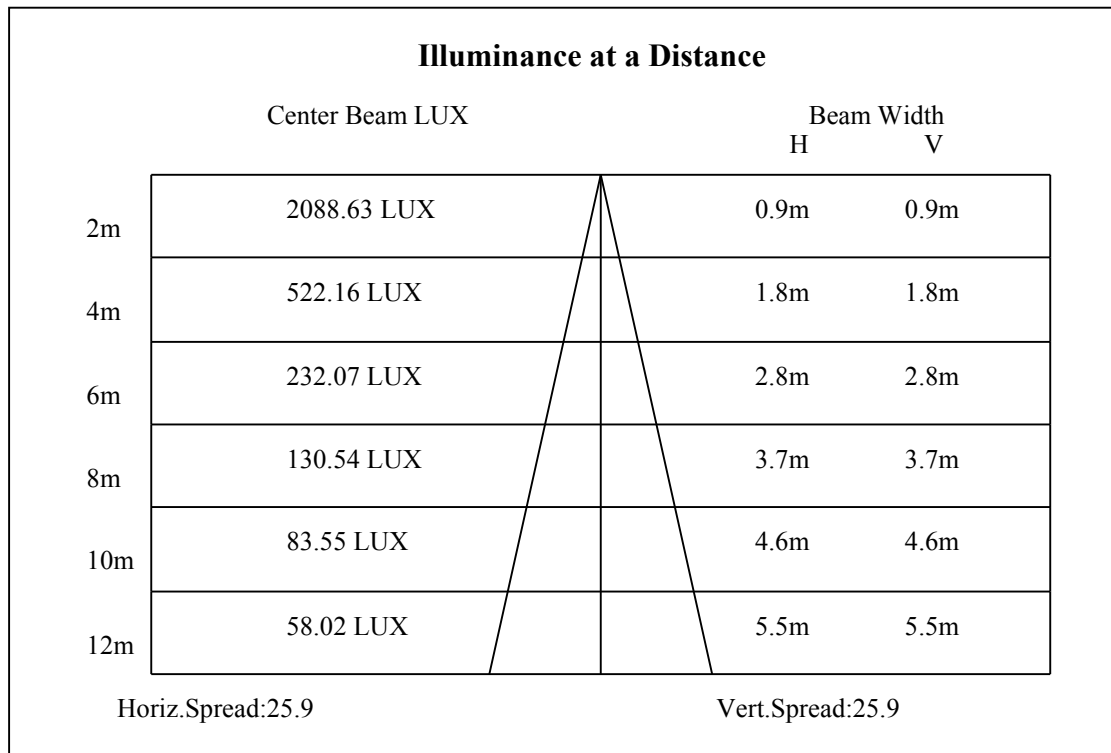 Illuminance at a Distance
Center Beam LUX Beam Width
H V
2m 2088.63 LUX 0.9m 0.9m
4m 522.16 LUX 1.8m 1.8m
6m 232.07 LUX 2.8m 2.8m
8m 130.54 LUX 3.7m 3.7m
10m 83.55 LUX 4.6m 4.6m
12m 58.02 LUX 5.5m 5.5m
Horiz.Spread:25.9 Vert.Spread:25.9